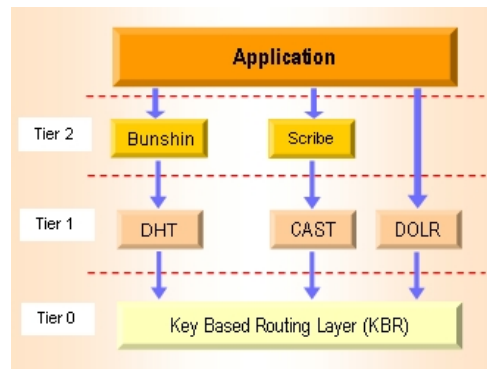 Application
Tier 2
Bunshin
Scribe
Tier 1
DHT
CAST
DOLR
Tier 0
Key Based Routing Layer (KBR)